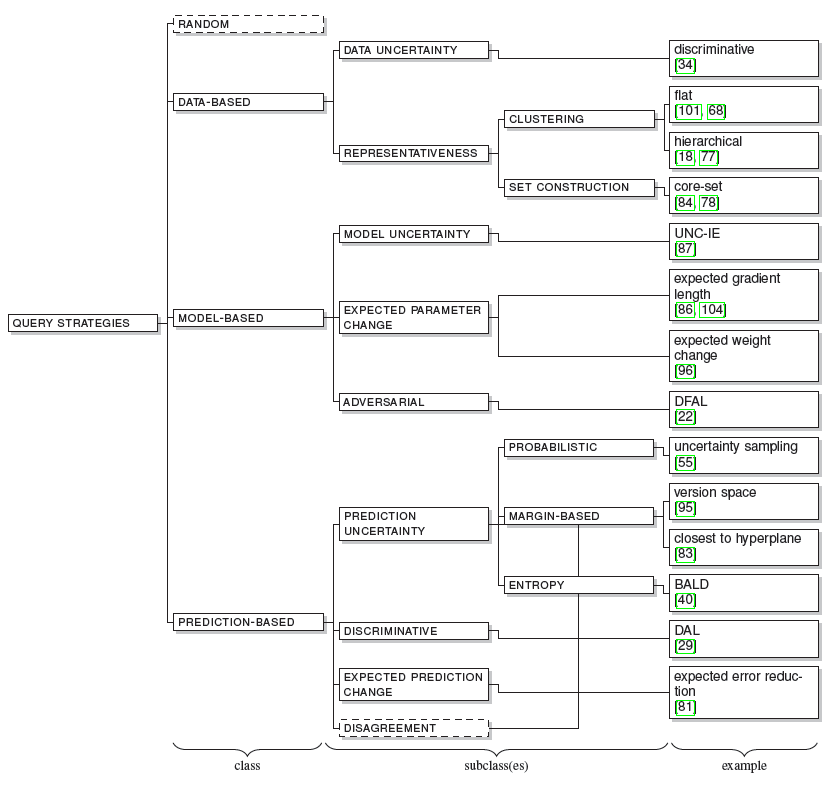 RANDOM
DATA UNCERTAINTY
discriminative
[34]
DATA-BASED
flat
[101, 68]
CLUSTERING
hierarchical
[18, 77]
REPRESENTATIVENESS
SET CONSTRUCTION
core-set
[84, 78]
MODEL UNCERTAINTY
UNC-IE
[87]
QUERY STRATEGIES
MODEL-BASED
EXPECTED PARAMETER
CHANGE
expected gradient
length
[86, 104]
expected weight
change
[96]
ADVERSARIAL
DFAL
[22]
PROBABILISTIC
uncertainty sampling
[55]
PREDICTION
UNCERTAINTY
MARGIN-BASED
version space
[95]
closest to hyperplane
[83]
ENTROPY
BALD
[40]
PREDICTION-BASED
DISCRIMINATIVE
DAL
[29]
EXPECTED PREDICTION
CHANGE
expected error reduc-
tion
[81]
DISAGREEMENT
class
subclass(es)
example